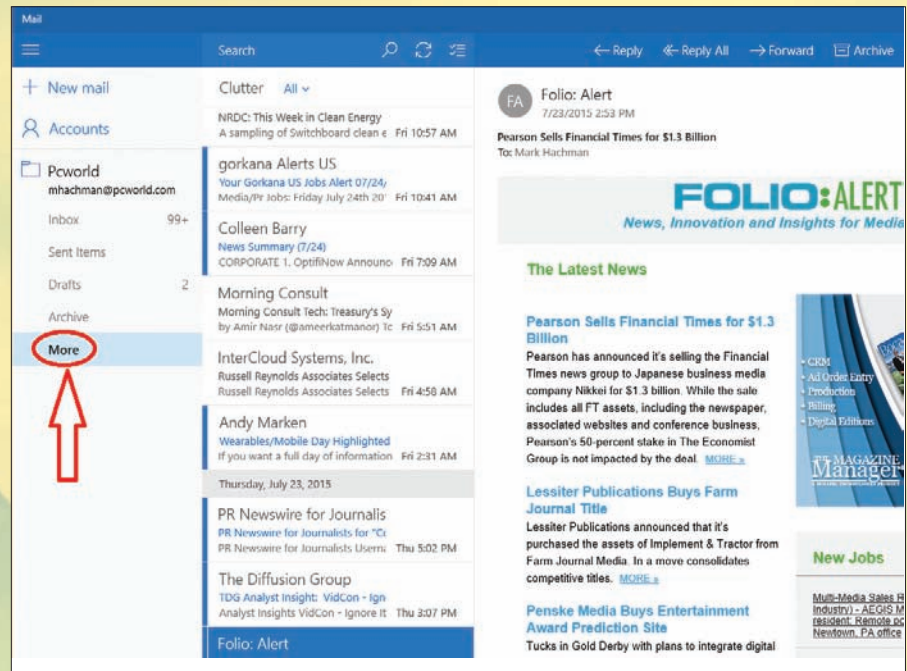 Mail
Search
Reply
Reply All
Forward
Archive
New mail
Accounts
Pcworld
mhachman@pcworld.com
Inbox 99+
Sent Items
Drafts 2
Archive
More
Clutter All
NRDC: This Week in Clean Energy
A sampling of Switchboard clean e Fri 10:57 AM
gorkana Alerts US
Your Gorkana US Jobs Alert 07/24/
Media/Pr Jobs: Friday July 24th 20 Fri 10:41 AM
Colleen Barry
News Summary (7/24)
CORPORATE 1. OptifiNow Announc Fri 7:09 AM
Morning Consult
Morning Consult Tech: Treasury's Sy
by Amir Nasr (@ameerkatmanor) Tc Fri 5:51 AM
InterCloud Systems, Inc.
Russell Reynolds Associates Selects
Russell Reynolds Associates Selects Fri 4:58 AM
Andy Marken
Wearables/Mobile Day Highlighted
If you want a full day of information Fri 2:31 AM
Thursday, July 23, 2015
PR Newswire for Journalis
PR Newswire for Journalists for "Cc
PR Newswire for Journalists Userna Thu 5:02 PM
The Diffusion Group
TDG Analyst Insight: VidCon - Ign
Analyst Insights VidCon - Ignore It Thu 3:07 PM
Folio: Alert
FA
Folio: Alert
7/23/2015 2:53 PM
Pearson Sells Financial Times for $1.3 Billion
To: Mark Hachman
FOLIO:ALERT
News, Innovation and Insights for Media
The Latest News
Pearson Sells Financial Times for $1.3
Billion
Pearson has announced it's selling the Financial
Times news group to Japanese business media
company Nikkei for $1.3 billion. While the sale
includes all FT assets, including the newspaper,
associated websites and conference business,
Pearson's 50-percent stake in The Economist
Group is not impacted by the deal. MORE »
Lessiter Publications Buys Farm
Journal Title
Lessiter Publications announced that it's
purchased the assets of Implement & Tractor from
Farm Journal Media. In a move consolidates
competitive titles. MORE »
Penske Media Buys Entertainment
Award Prediction Site
Tucks in Gold Derby with plans to integrate digital
• CRM
• Ad Order Entry
• Production
• Billing
• Digital Editions
MAGAZINE
Manager
New Jobs
Multi-Media Sales R
Industry) - AEGIS M
resident: Remote po
Newtown, PA office